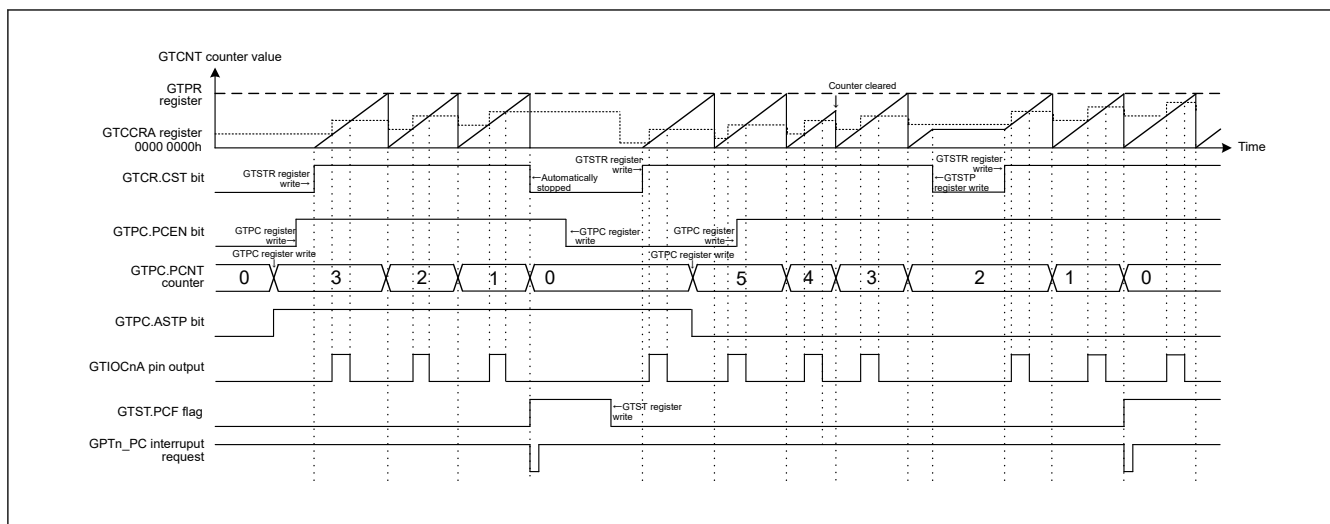 GTCNT counter value
GTPR
register
Counter cleared
GTCCRA register
0000 0000h
Time
GTCR.CST bit
GTSTR register
write→
←Automatically
stopped
GTSTR register
write→
←GTSTP
register write
GTSTR register
write→
GTPC.PCEN bit
GTPC register
write→
←GTPC register
write
GTPC register
write→
GTPC register write
GTPC register write
GTPC.PCNT
counter
0 3 2 1 0 5 4 3 2 1 0
GTPC.ASTP bit
GTIOCnA pin output
GTST.PCF flag
←GTST register
write
GPTn_PC interruput
request